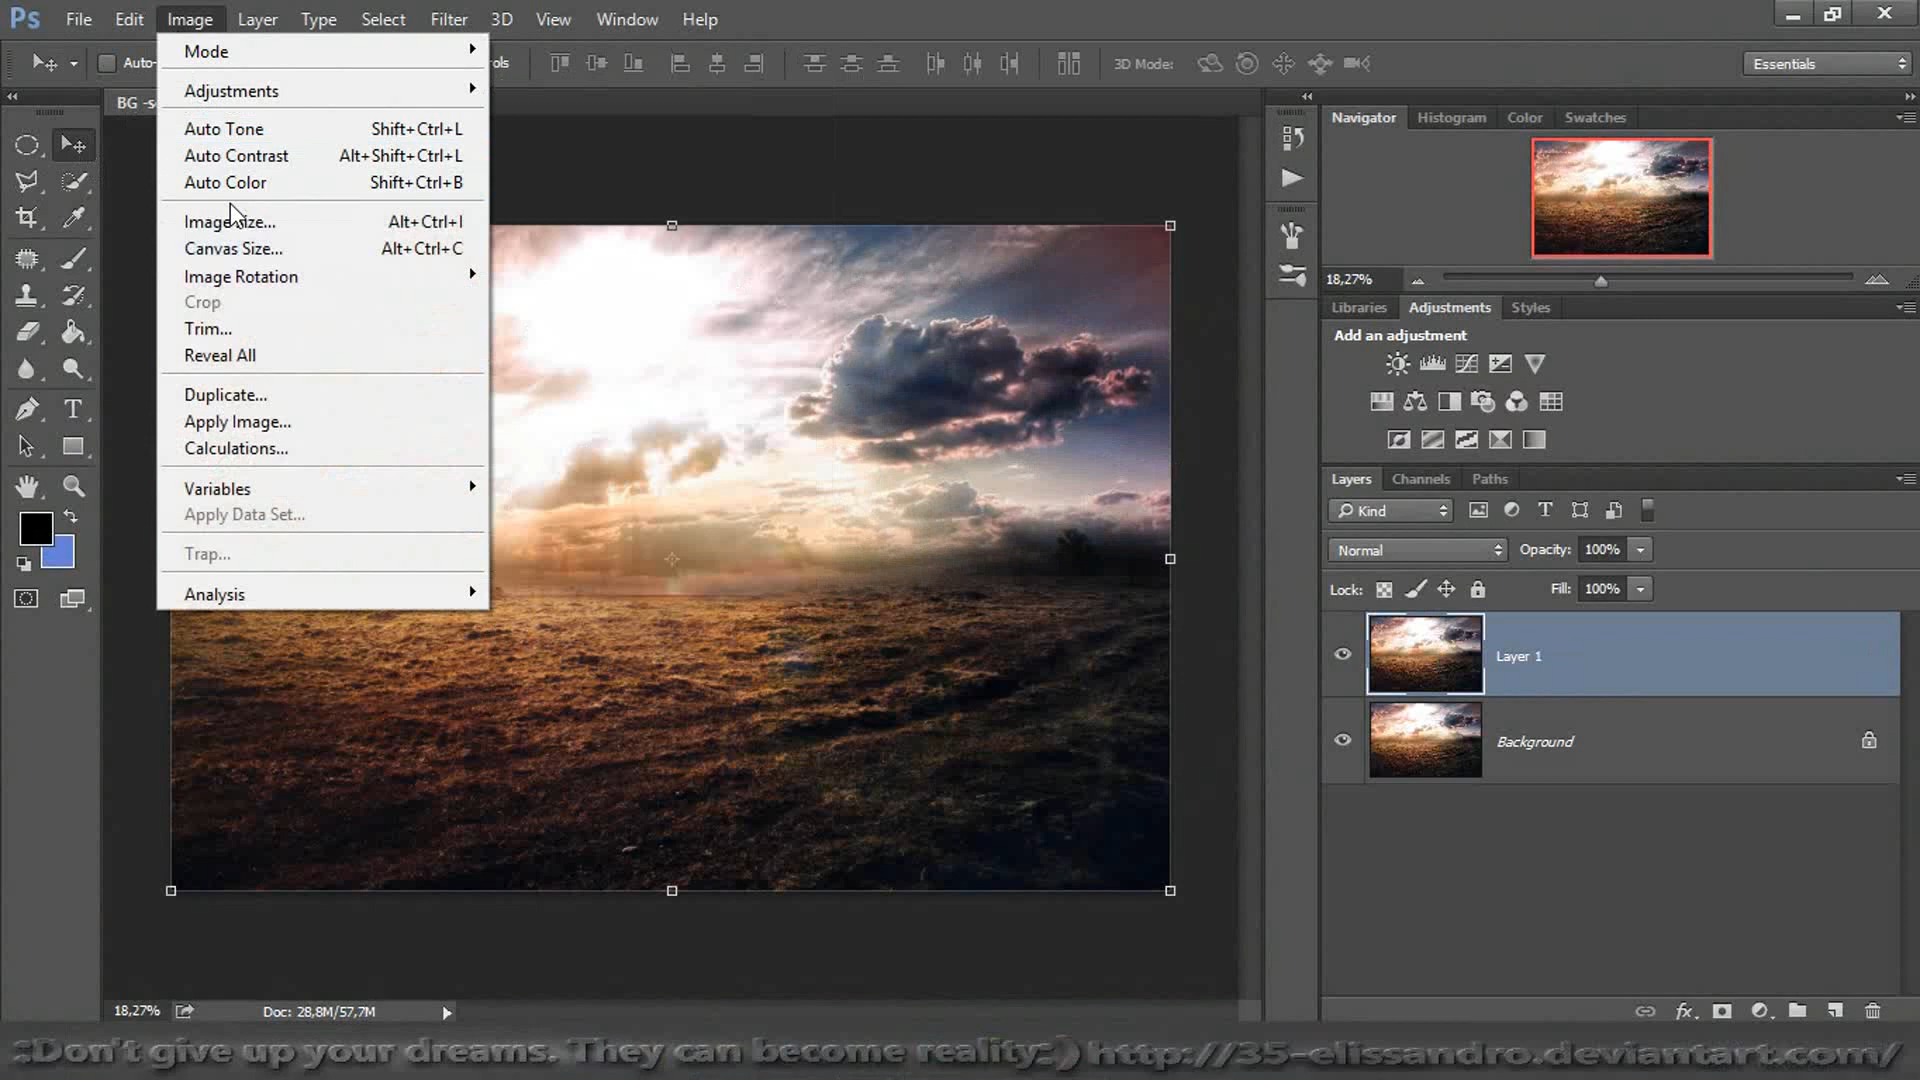 Ps File Edit Image Layer Type Select Filter 3D View Window Help
Auto- ols 3D Mode: Essentials
BG -s
Mode
Adjustments
Auto Tone Shift+Ctrl+L
Auto Contrast Alt+Shift+Ctrl+L
Auto Color Shift+Ctrl+B
Image Size... Alt+Ctrl+I
Canvas Size... Alt+Ctrl+C
Image Rotation
Crop
Trim...
Reveal All
Duplicate...
Apply Image...
Calculations...
Variables
Apply Data Set...
Trap...
Analysis
Navigator Histogram Color Swatches
18,27%
Libraries Adjustments Styles
Add an adjustment
Layers Channels Paths
Kind
Normal Opacity: 100%
Lock: Fill: 100%
Layer 1
Background
18,27% Doc: 28,8M/57,7M
:Don't give up your dreams. They can become reality:) http://35-elissandro.deviantart.com/